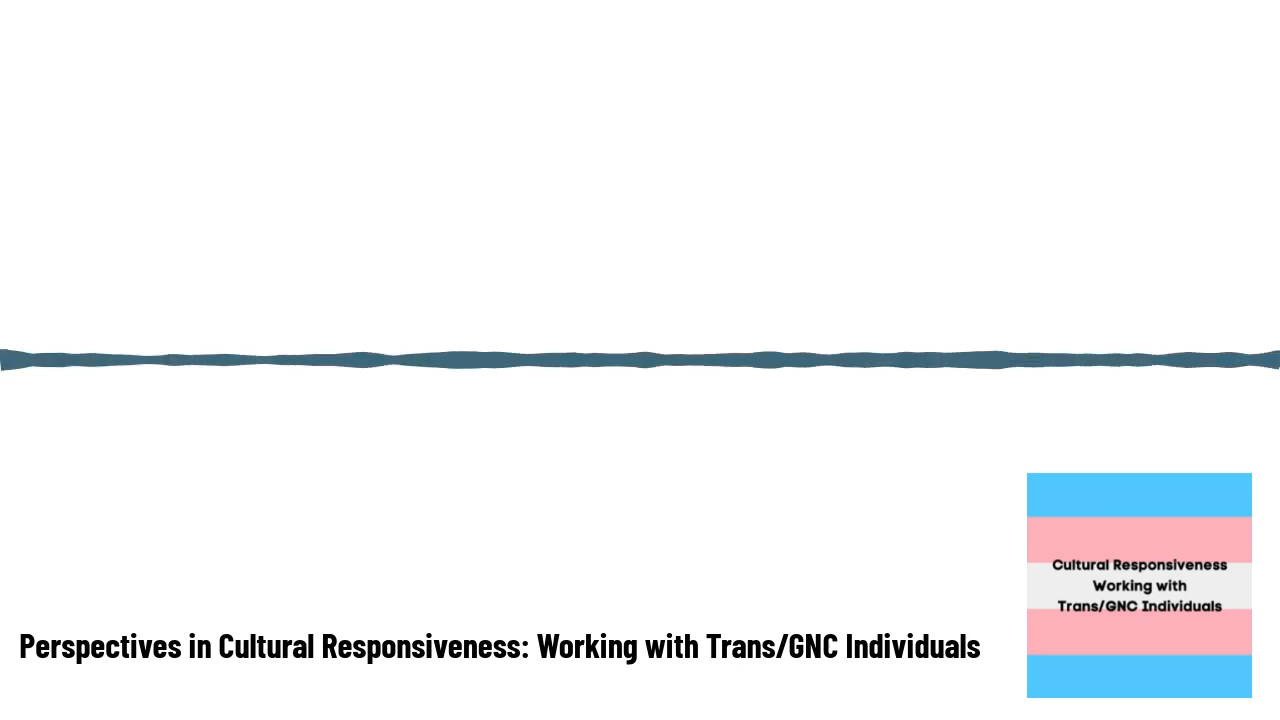 Cultural Responsiveness
Working with
Trans/GNC Individuals
Perspectives in Cultural Responsiveness: Working with Trans/GNC Individuals